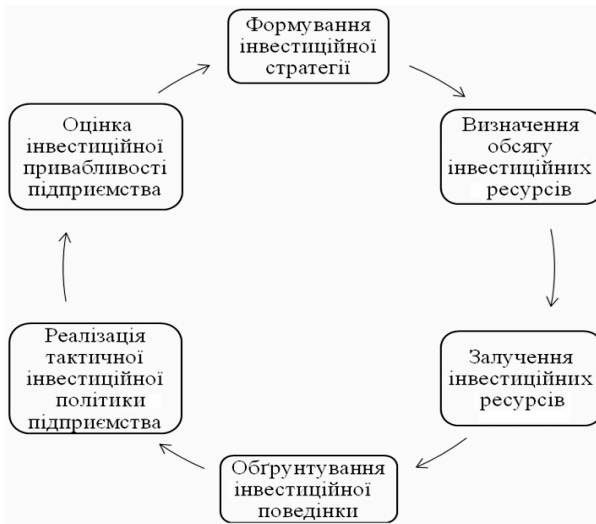 Формування
інвестиційної
стратегії
Визначення
обсягу
інвестиційних
ресурсів
Залучення
інвестиційних
ресурсів
Обґрунтування
інвестиційної
поведінки
Реалізація
тактичної
інвестиційної
політики
підприємства
Оцінка
інвестиційної
привабливості
підприємства